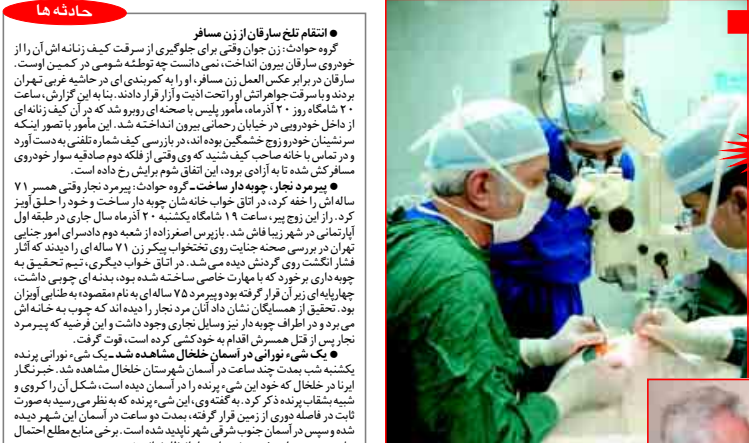 حادثه ها
● انتقام تلخ سارقان از زن مسافر
گروه حوادث: زن جوان وقتی برای جلوگیری از سرقت کیف زنانه اش آن را از
خودروی سارقان بیرون انداخت، نمی دانست چه توطئه شومی در کمین اوست.
سارقان در برابر عکس العمل زن مسافر، او را به کمربندی ای در حاشیه غربی تهران
بردند و با سرقت جواهراتش او را تحت اذیت و آزار قرار دادند. بنا به این گزارش، ساعت
۲۰ شامگاه روز ۲۰ آذرماه، مأمور پلیس با صحنه ای روبرو شد که در آن کیف زنانه ای
از داخل خودرویی در خیابان رحمانی بیرون انداخته شد. این مأمور با تصور اینکه
سرنشینان خودرو زوج خشمگین بوده اند، در بازرسی کیف شماره تلفنی به دست آورد
و در تماس با خانه صاحب کیف شنید که وی وقتی از فلکه دوم صادقیه سوار خودروی
مسافرکش شده تا به آزادی برود، این اتفاق شوم برایش رخ داده است.
● پیرمرد نجار، چوبه دار ساخت ـ گروه حوادث: پیرمرد نجار وقتی همسر ۷۱
ساله اش را خفه کرد، در اتاق خواب خانه شان چوبه دار ساخت و خود را حلق آویز
کرد. راز این زوج پیر، ساعت ۱۹ شامگاه یکشنبه ۲۰ آذرماه سال جاری در طبقه اول
آپارتمانی در شهر زیبا فاش شد. بازپرس اصغرزاده از شعبه دوم دادسرای امور جنایی
تهران در بررسی صحنه جنایت روی تختخواب پیکر زن ۷۱ ساله ای را دیدند که آثار
فشار انگشت روی گردنش دیده می شد. در اتاق خواب دیگری، تیم تحقیق به
چوبه داری برخورد که با مهارت خاصی ساخته شده بود، بدنه ای چوبی داشت،
چهارپایه ای زیر آن قرار گرفته بود و پیرمرد ۷۵ ساله ای به نام «مقصود» به طنابی آویزان
بود. تحقیق از همسایگان نشان داد آنان مرد نجار را دیده اند که چوب به خانه اش
می برد و در اطراف چوبه دار نیز وسایل نجاری وجود داشت و این فرضیه که پیرمرد
نجار پس از قتل همسرش اقدام به خودکشی کرده است، قوت گرفت.
● یک شیء نورانی در آسمان خلخال مشاهده شد ـ یک شیء نورانی پرنده
یکشنبه شب بمدت چند ساعت در آسمان شهرستان خلخال مشاهده شد. خبرنگار
ایرنا در خلخال که خود این شیء پرنده را در آسمان دیده است، شکل آن را کروی و
شبیه بشقاب پرنده ذکر کرد. به گفته وی، این شیء پرنده که به نظر می رسید به صورت
ثابت در فاصله دوری از زمین قرار گرفته، بمدت دو ساعت در آسمان این شهر دیده
شده و سپس در آسمان جنوب شرقی شهر ناپدید شده است. برخی منابع مطلع احتمال